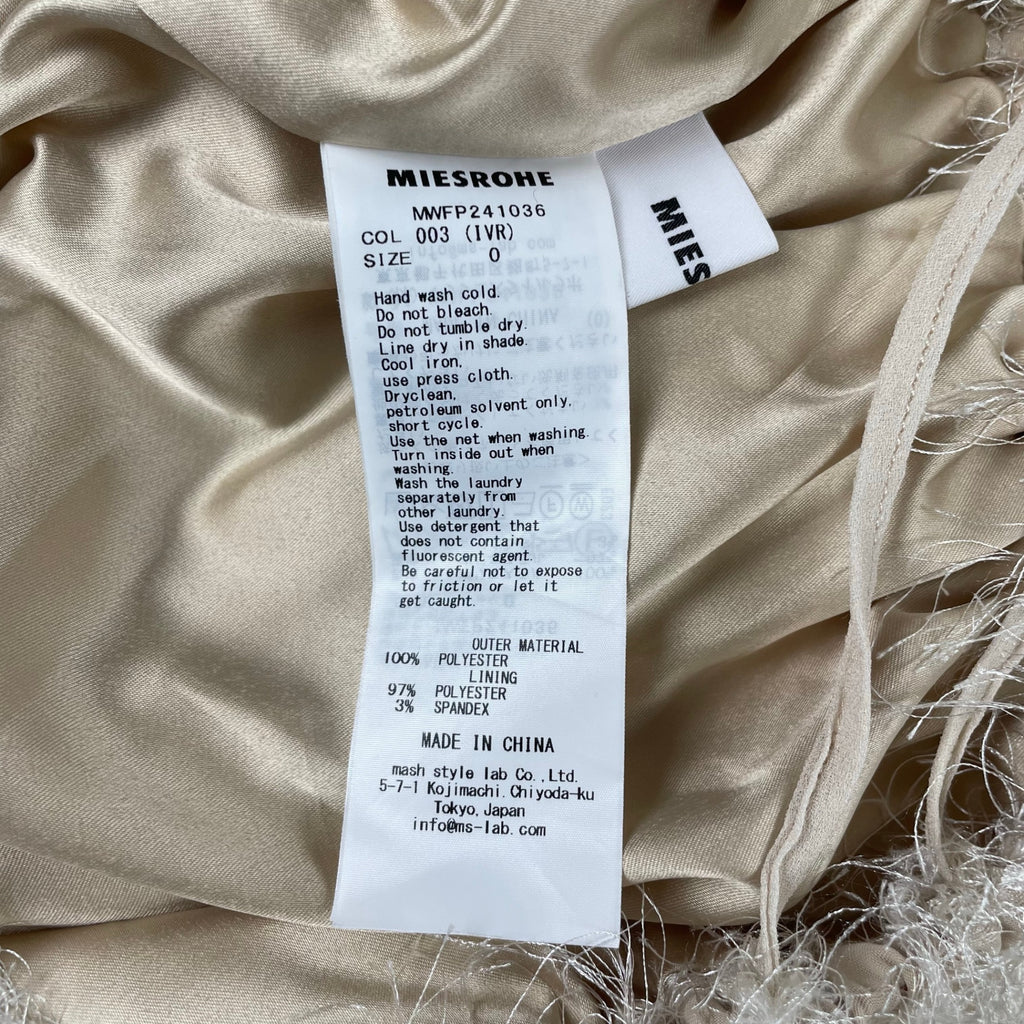 MIESROHE
MWFP241036
COL 003 (IVR)
SIZE 0
Hand wash cold.
Do not bleach.
Do not tumble dry.
Line dry in shade.
Cool iron.
use press cloth.
Dryclean,
petroleum solvent only,
short cycle.
Use the net when washing.
Turn inside out when
washing.
Wash the laundry
separately from
other laundry.
Use detergent that
does not contain
fluorescent agent.
Be careful not to expose
to friction or let it
get caught.
OUTER MATERIAL
100% POLYESTER
LINING
97% POLYESTER
3% SPANDEX
MADE IN CHINA
mash style lab Co.,Ltd.
5-7-1 Kojimachi.Chiyoda-ku
Tokyo,Japan
info@ms-lab.com
MIES